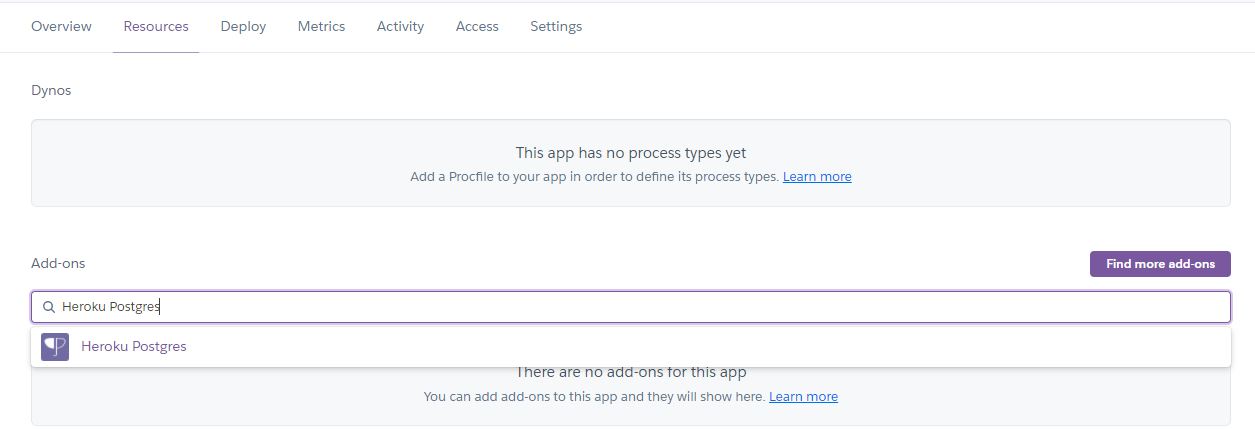 Overview Resources Deploy Metrics Activity Access Settings
Dynos
This app has no process types yet
Add a Procfile to your app in order to define its process types. Learn more
Add-ons
Find more add-ons
Heroku Postgres
Heroku Postgres
There are no add-ons for this app
You can add add-ons to this app and they will show here. Learn more